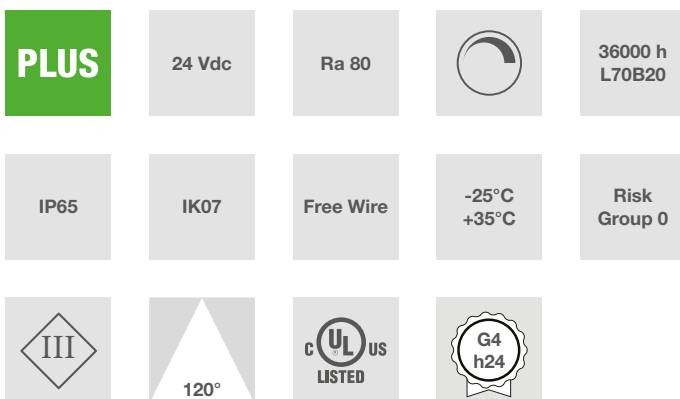 PLUS
24 Vdc
Ra 80
36000 h
L70B20
IP65
IK07
Free Wire
-25°C
+35°C
Risk
Group 0
III
120°
C UL US
®
LISTED
G4
h24